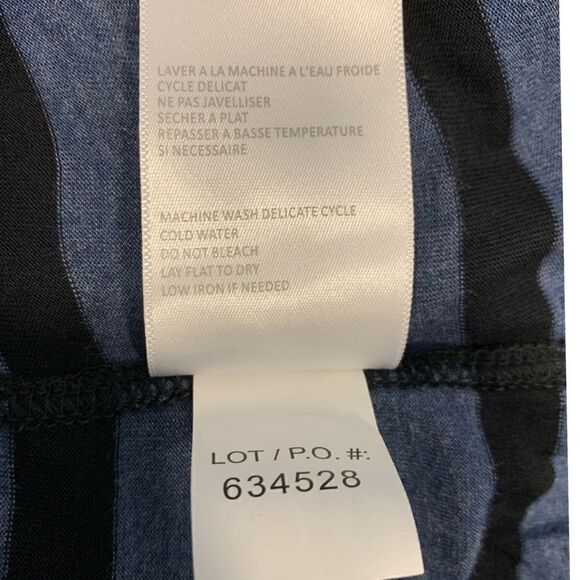 LAVER A LA MACHINE A L'EAU FROIDE
CYCLE DELICAT
NE PAS JAVELLISER
SECHER A PLAT
REPASSER A BASSE TEMPERATURE
SI NECESSAIRE
MACHINE WASH DELICATE CYCLE
COLD WATER
DO NOT BLEACH
LAY FLAT TO DRY
LOW IRON IF NEEDED
LOT / P.O. #:
634528